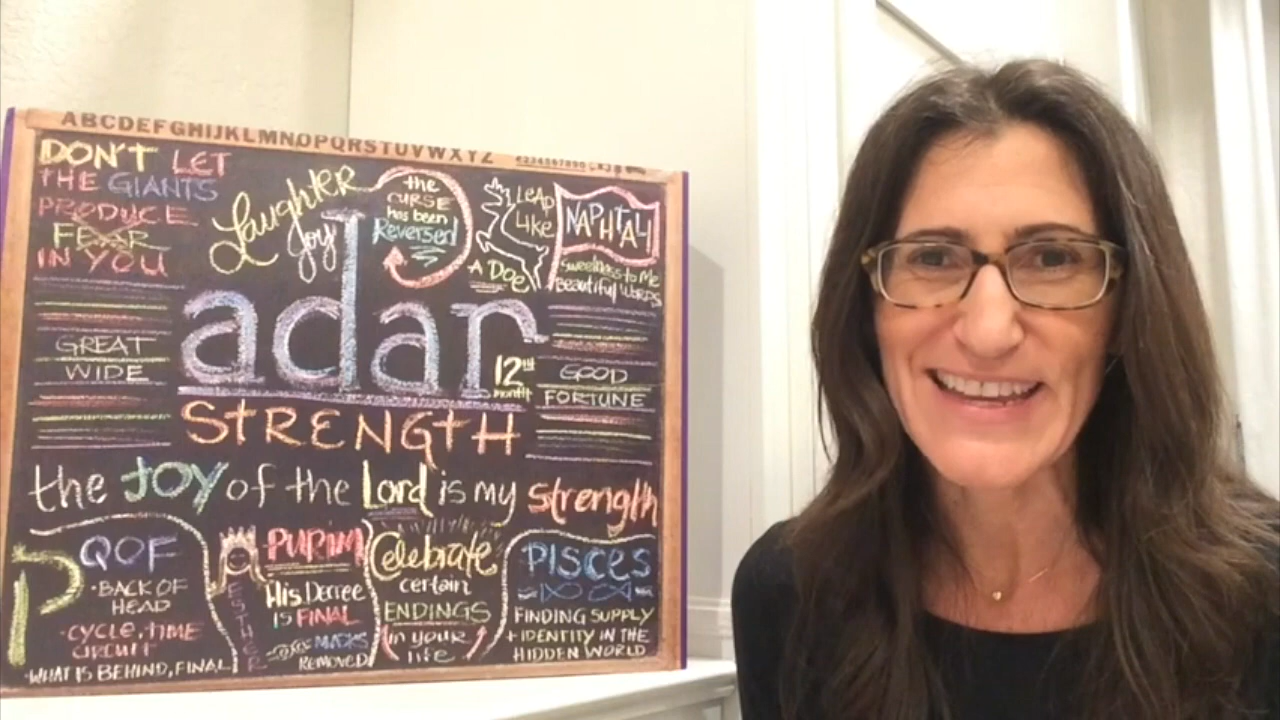 ABCDEFGHIJKLMNOPQRSTUVWXYZ
DON'T LET
THE GIANTS
PRODUCE
FEAR
IN YOU
Laughter
Joy
the
CURSE
has been
Reversed
LEAP
LIKE
A DOE
NAPHTALI
Sweetness to Me
Beautiful Words
GREAT
WIDE
adar
12th
month
GOOD
FORTUNE
STRENGTH
the JOY of the Lord is my strength
QOF
•BACK OF
HEAD
•CYCLE, TIME
CIRCUIT
•WHAT IS BEHIND, FINAL
ESTHER
PURIM
His Decree
is FINAL
MASKS
REMOVED
Celebrate
certain
ENDINGS
in your
life
PISCES
FINDING SUPPLY
+ IDENTITY IN THE
HIDDEN WORLD